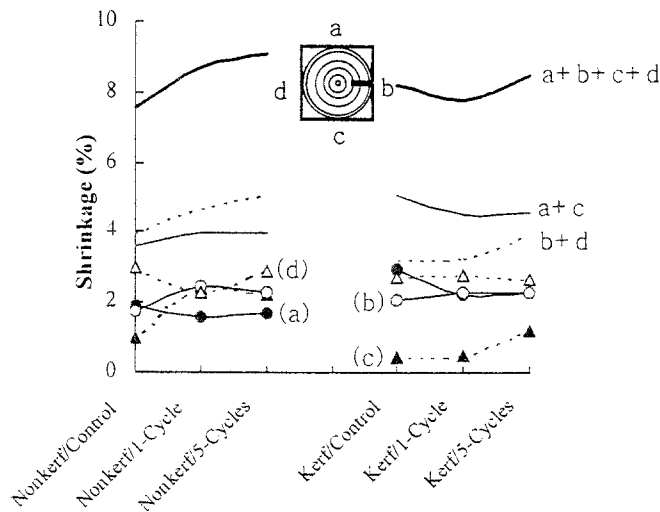 10
8
6
4
2
0
Shrinkage (%)
a
d
b
c
a+b+c+d
a+c
b+d
(d)
(a)
(b)
(c)
Nonkerf/Control
Nonkerf/1-Cycle
Nonkerf/5-Cycles
Kerf/Control
Kerf/1-Cycle
Kerf/5-Cycles